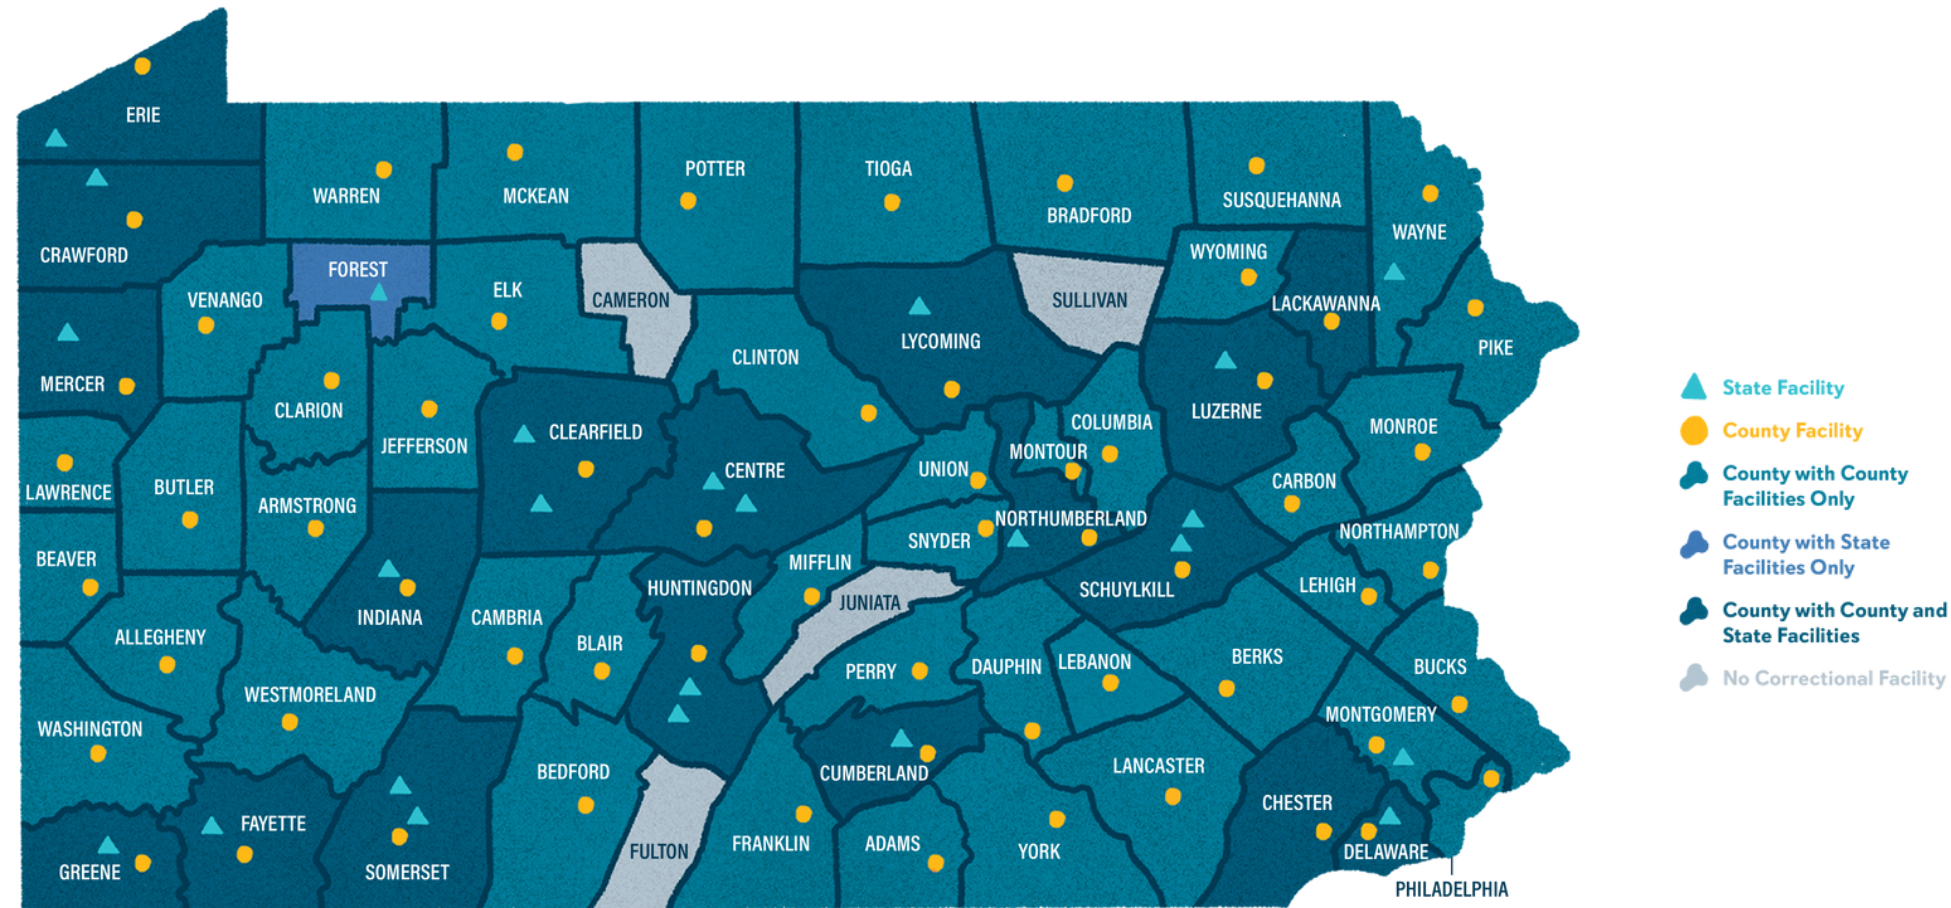 ERIE
WARREN
MCKEAN
POTTER
TIOGA
BRADFORD
SUSQUEHANNA
WAYNE
CRAWFORD
FOREST
VENANGO
ELK
CAMERON
SULLIVAN
WYOMING
LACKAWANNA
LYCOMING
PIKE
MERCER
CLINTON
CLARION
JEFFERSON
CLEARFIELD
CENTRE
UNION
MONTOUR
COLUMBIA
LUZERNE
MONROE
LAWRENCE
BUTLER
ARMSTRONG
CARBON
NORTHUMBERLAND
NORTHAMPTON
BEAVER
SNYDER
MIFFLIN
HUNTINGDON
JUNIATA
SCHUYLKILL
LEHIGH
INDIANA
CAMBRIA
BLAIR
ALLEGHENY
PERRY
DAUPHIN
LEBANON
BERKS
BUCKS
WESTMORELAND
WASHINGTON
MONTGOMERY
BEDFORD
CUMBERLAND
LANCASTER
CHESTER
GREENE
FAYETTE
SOMERSET
FULTON
FRANKLIN
ADAMS
YORK
DELAWARE
PHILADELPHIA
State Facility
County Facility
County with County
Facilities Only
County with State
Facilities Only
County with County and
State Facilities
No Correctional Facility